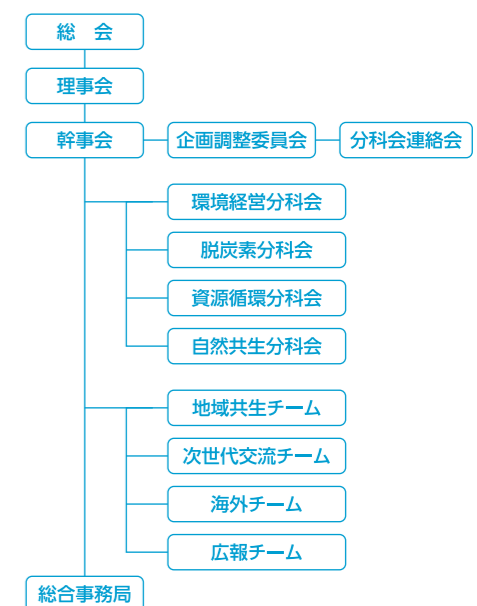 総　会
理事会
幹事会
企画調整委員会
分科会連絡会
環境経営分科会
脱炭素分科会
資源循環分科会
自然共生分科会
地域共生チーム
次世代交流チーム
海外チーム
広報チーム
総合事務局